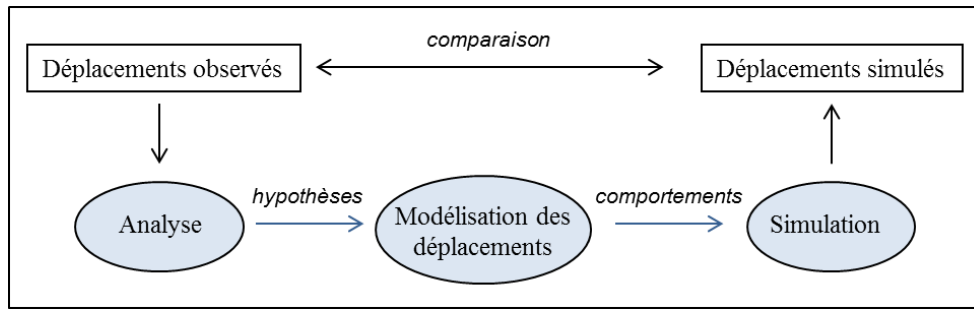 comparaison
Déplacements observés
Déplacements simulés
hypothèses
comportements
Analyse
Modélisation des
déplacements
Simulation